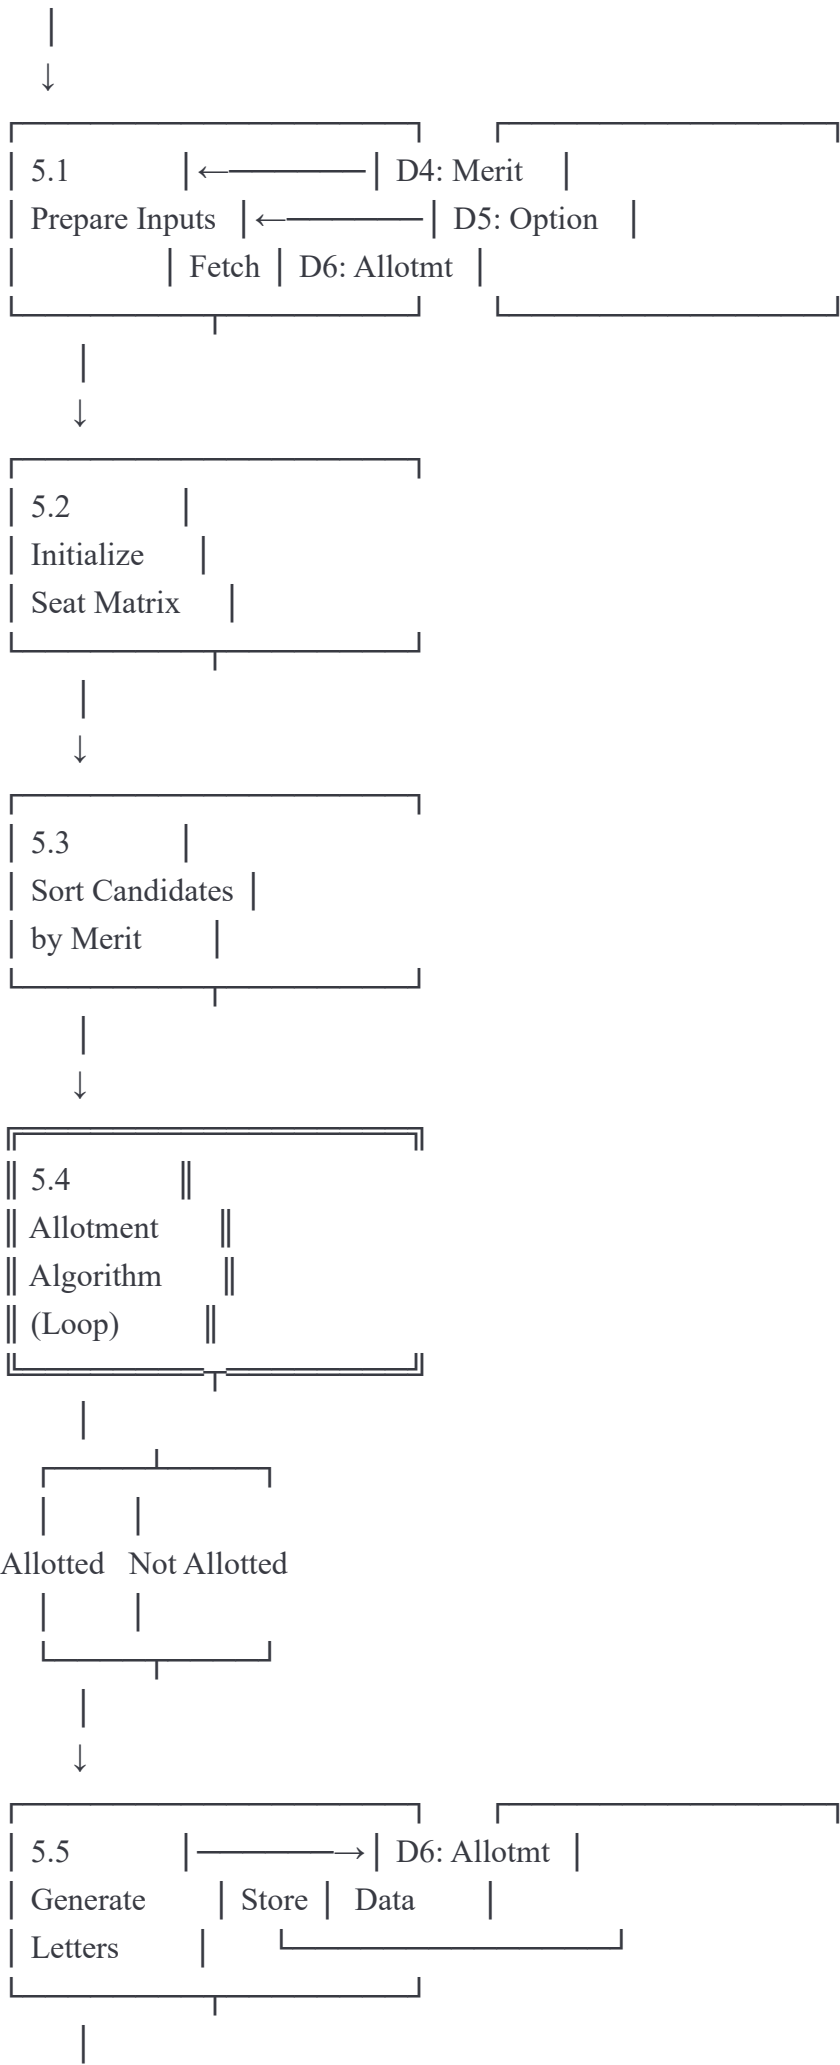 5.1 D4: Merit
Prepare Inputs D5: Option
Fetch D6: Allotmt
5.2
Initialize
Seat Matrix
5.3
Sort Candidates
by Merit
5.4
Allotment
Algorithm
(Loop)
Allotted Not Allotted
5.5 D6: Allotmt
Generate Store Data
Letters